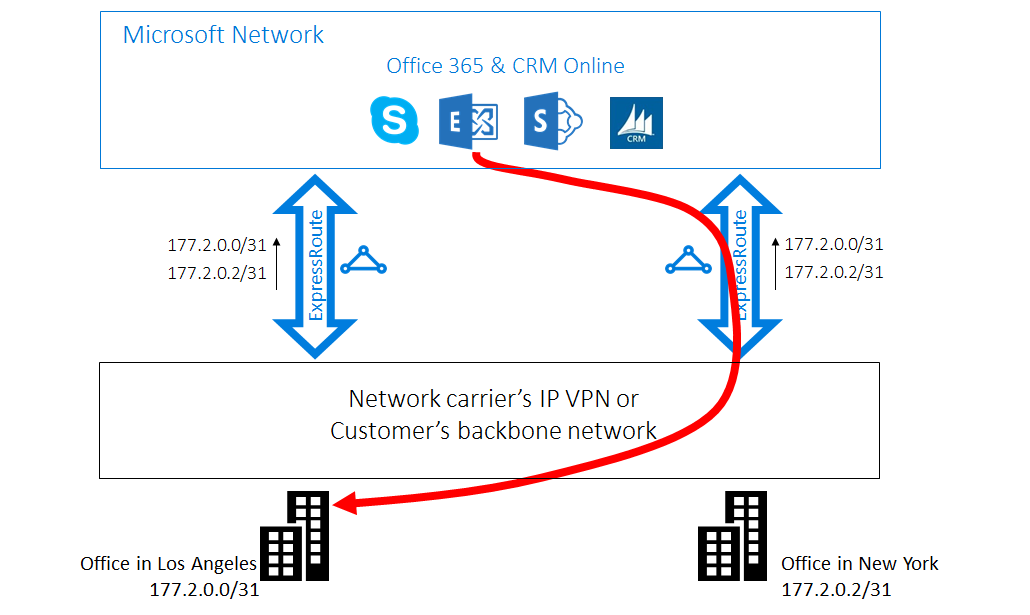 Microsoft Network
Office 365 & CRM Online
S
E
S
CRM
177.2.0.0/31
177.2.0.2/31
ExpressRoute
ExpressRoute
177.2.0.0/31
177.2.0.2/31
Network carrier’s IP VPN or
Customer’s backbone network
Office in Los Angeles
177.2.0.0/31
Office in New York
177.2.0.2/31